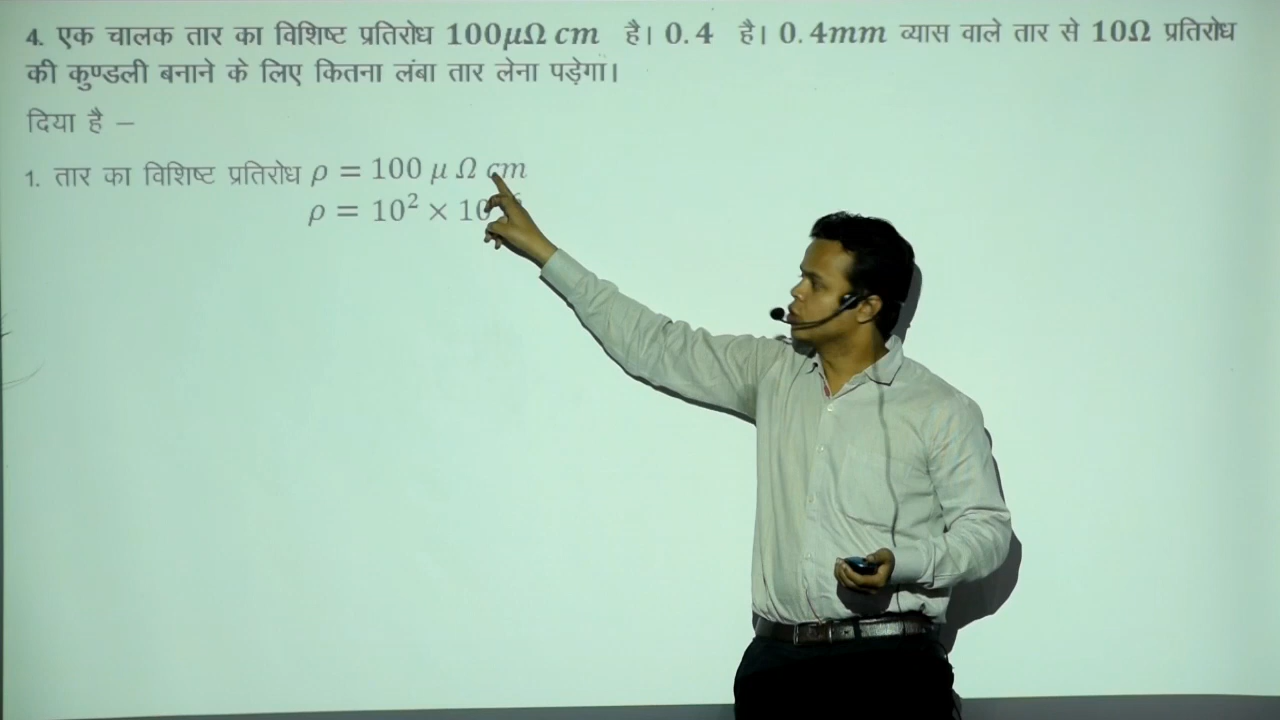 4. एक चालक तार का विशिष्ट प्रतिरोध 100μΩ cm है। 0.4 है। 0.4mm व्यास वाले तार से 10Ω प्रतिरोध
की कुण्डली बनाने के लिए कितना लंबा तार लेना पड़ेगा।
दिया है –
1. तार का विशिष्ट प्रतिरोध ρ = 100 μ Ω cm
ρ = 10² × 10